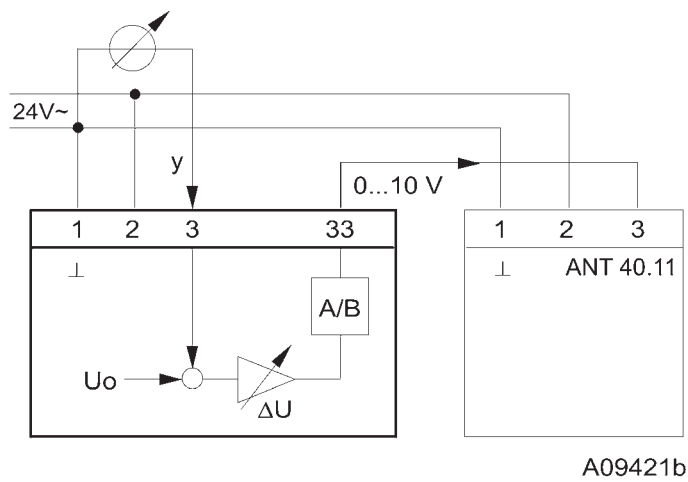 24V~
y
0...10 V
1 2 3 33
1 2 3
⊥
⊥ ANT 40.11
A/B
Uo
ΔU
A09421b